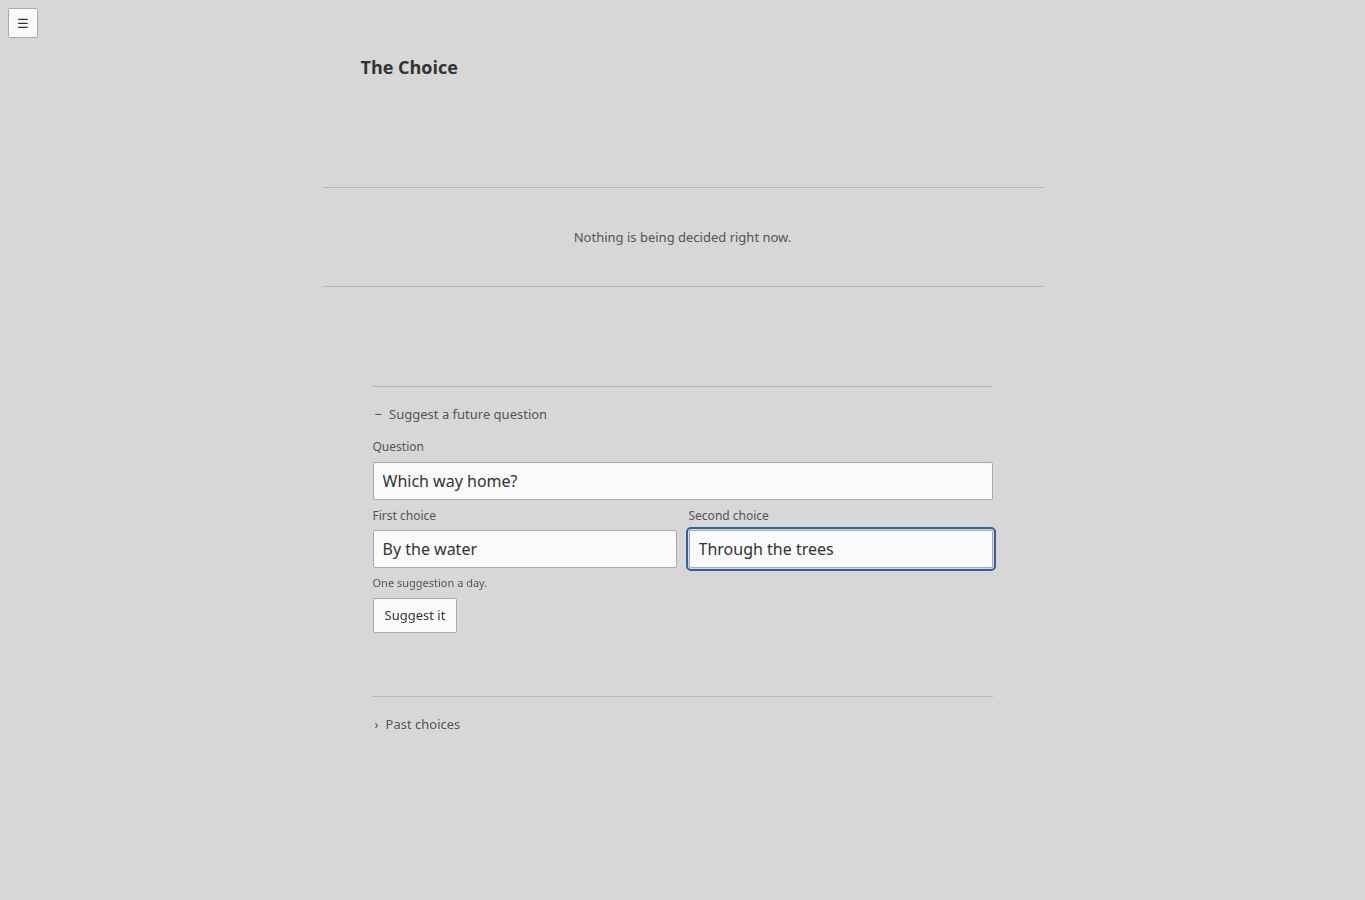 ☰
The Choice
Nothing is being decided right now.
− Suggest a future question
Question
Which way home?
First choice
Second choice
By the water
Through the trees
One suggestion a day.
Suggest it
› Past choices